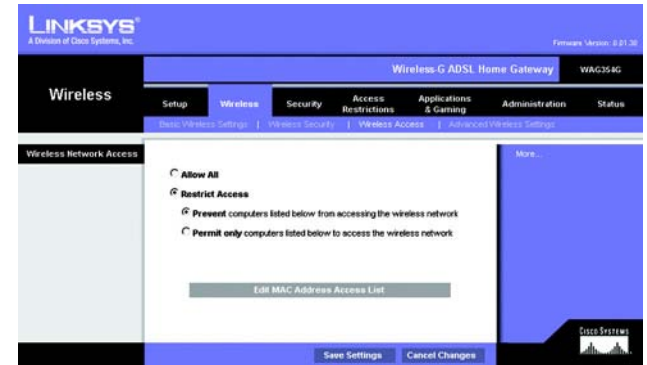 LINKSYS®
A Division of Cisco Systems, Inc.
Firmware Version: 0.01.30
Wireless-G ADSL Home Gateway WAG354G
Wireless
Setup Wireless Security Access Restrictions Applications & Gaming Administration Status
Basic Wireless Settings | Wireless Security | Wireless Access | Advanced Wireless Settings
Wireless Network Access
More...
Allow All
Restrict Access
Prevent computers listed below from accessing the wireless network
Permit only computers listed below to access the wireless network
Edit MAC Address Access List
Save Settings Cancel Changes
CISCO SYSTEMS